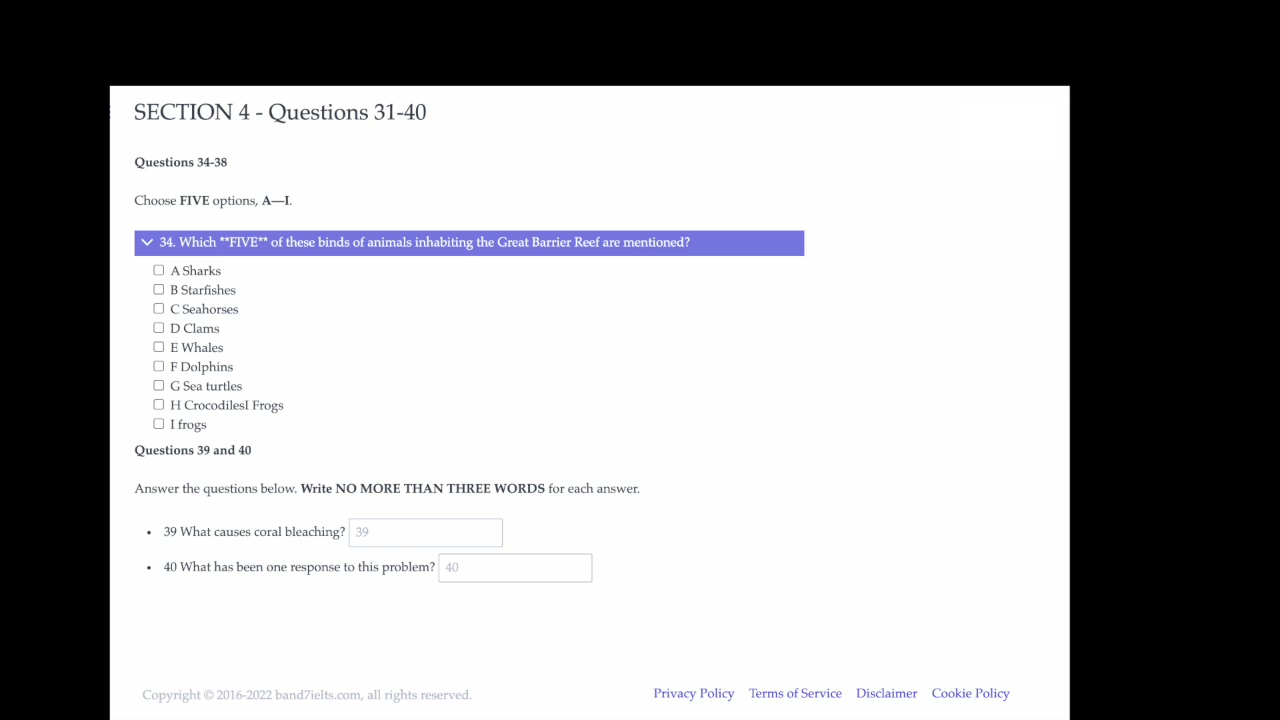 SECTION 4 - Questions 31-40
Questions 34-38
Choose FIVE options, A—I.
34. Which **FIVE** of these binds of animals inhabiting the Great Barrier Reef are mentioned?
A Sharks
B Starfishes
C Seahorses
D Clams
E Whales
F Dolphins
G Sea turtles
H CrocodilesI Frogs
I frogs
Questions 39 and 40
Answer the questions below. Write NO MORE THAN THREE WORDS for each answer.
• 39 What causes coral bleaching? 39
• 40 What has been one response to this problem? 40
Copyright © 2016-2022 band7ielts.com, all rights reserved. Privacy Policy Terms of Service Disclaimer Cookie Policy